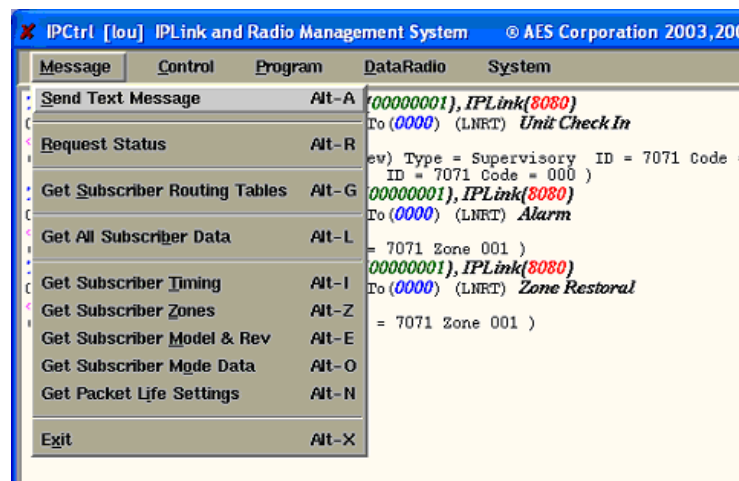 IPCtrl [lou] IPLink and Radio Management System © AES Corporation 2003,200
Message Control Program DataRadio System
Send Text Message Alt-A
Request Status Alt-R
Get Subscriber Routing Tables Alt-G
Get All Subscriber Data Alt-L
Get Subscriber Timing Alt-I
Get Subscriber Zones Alt-Z
Get Subscriber Model & Rev Alt-E
Get Subscriber Mode Data Alt-O
Get Packet Life Settings Alt-N
Exit Alt-X
(00000001), IPLink(8080)
To(0000) (LNRT) Unit Check In
ew) Type = Supervisory ID = 7071 Code =
ID = 7071 Code = 000 )
(00000001), IPLink(8080)
To(0000) (LNRT) Alarm
= 7071 Zone 001 )
(00000001), IPLink(8080)
To(0000) (LNRT) Zone Restoral
= 7071 Zone 001 )